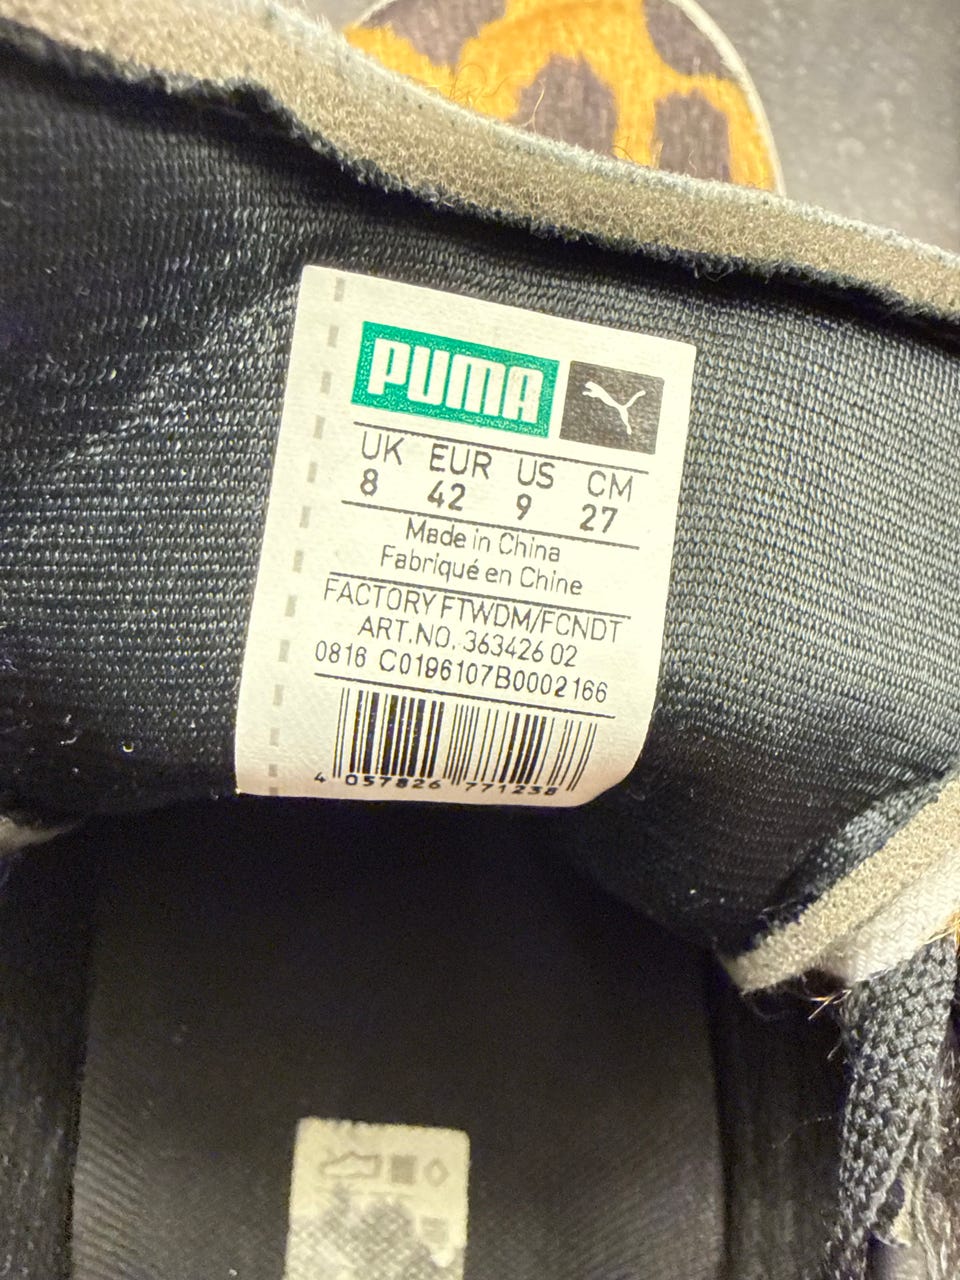 PUMA
UK EUR US CM
8 42 9 27
Made in China
Fabriqué en Chine
FACTORY FTWDM/FCNDT
ART.NO. 363426 02
0816 C0196107B0002166
4 057826 771238